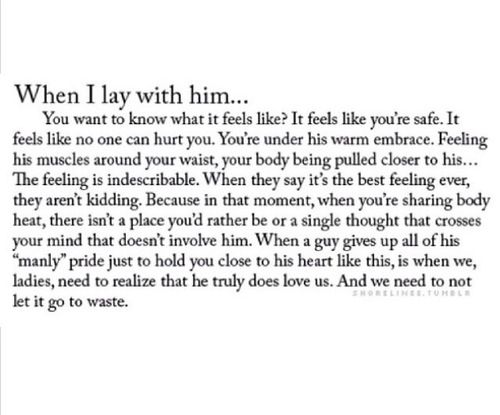 When I lay with him...
You want to know what it feels like? It feels like you're safe. It
feels like no one can hurt you. You're under his warm embrace. Feeling
his muscles around your waist, your body being pulled closer to his...
The feeling is indescribable. When they say it's the best feeling ever,
they aren't kidding. Because in that moment, when you're sharing body
heat, there isn't a place you'd rather be or a single thought that crosses
your mind that doesn't involve him. When a guy gives up all of his
“manly” pride just to hold you close to his heart like this, is when we,
ladies, need to realize that he truly does love us. And we need to not
SHORELINES.TUMBLR
let it go to waste.